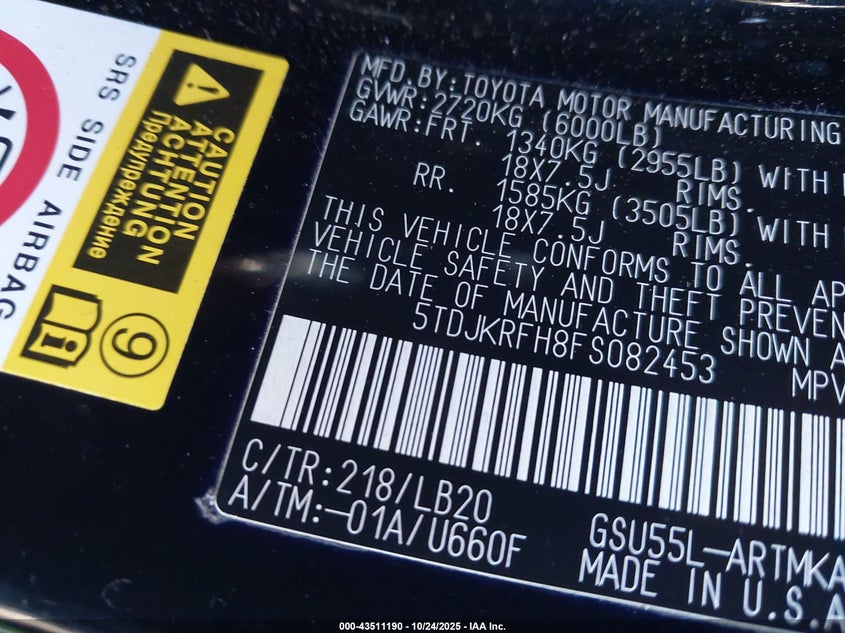 SRS SIDE AIRBAG
CAUTION
ATTENTION
ACHTUNG
Предупреждение
9
MFD.BY:TOYOTA MOTOR MANUFACTURING
GVWR:2720KG (6000LB)
GAWR:FRT. 1340KG (2955LB) WITH
18X7.5J RIMS.
RR. 1585KG (3505LB) WITH
18X7.5J RIMS.
THIS VEHICLE CONFORMS TO ALL AP
VEHICLE SAFETY AND THEFT PREVEN
THE DATE OF MANUFACTURE SHOWN A
5TDJKRFH8FS082453 MPV
C/TR:218/LB20
A/TM:-01A/U660F
GSU55L-ARTMKA
MADE IN U.S.A
000-43511190 - 10/24/2025 - IAA Inc.